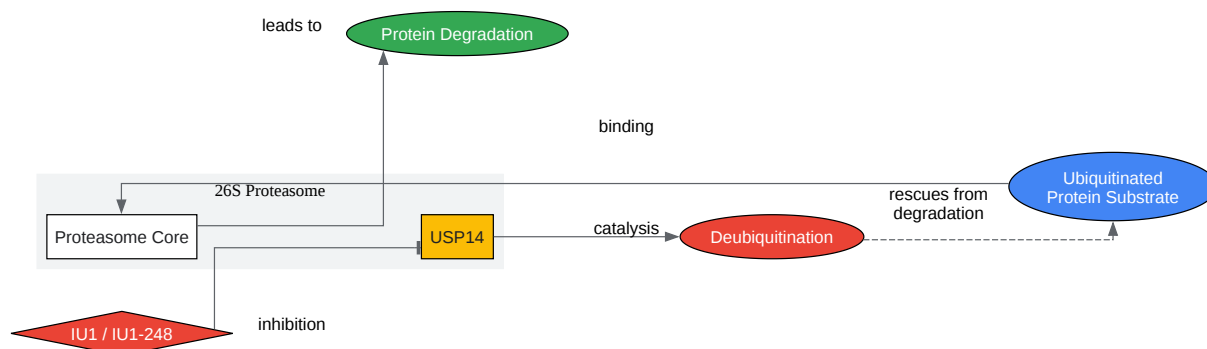 leads to
Protein Degradation
binding
Ubiquitinated
Protein Substrate
26S Proteasome
rescues from
degradation
Proteasome Core
USP14
catalysis
Deubiquitination
IU1 / IU1-248
inhibition